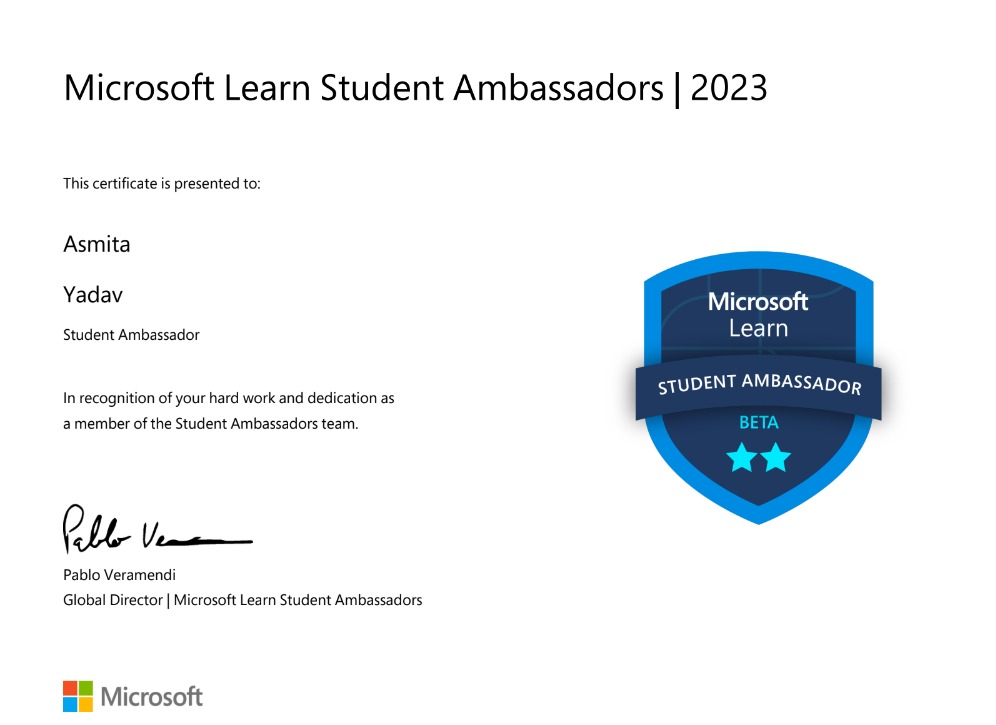 Microsoft Learn Student Ambassadors | 2023
This certificate is presented to:
Asmita
Yadav
Student Ambassador
In recognition of your hard work and dedication as
a member of the Student Ambassadors team.
Microsoft
Learn
STUDENT AMBASSADOR
BETA
Pablo Veramendi
Global Director | Microsoft Learn Student Ambassadors
Microsoft